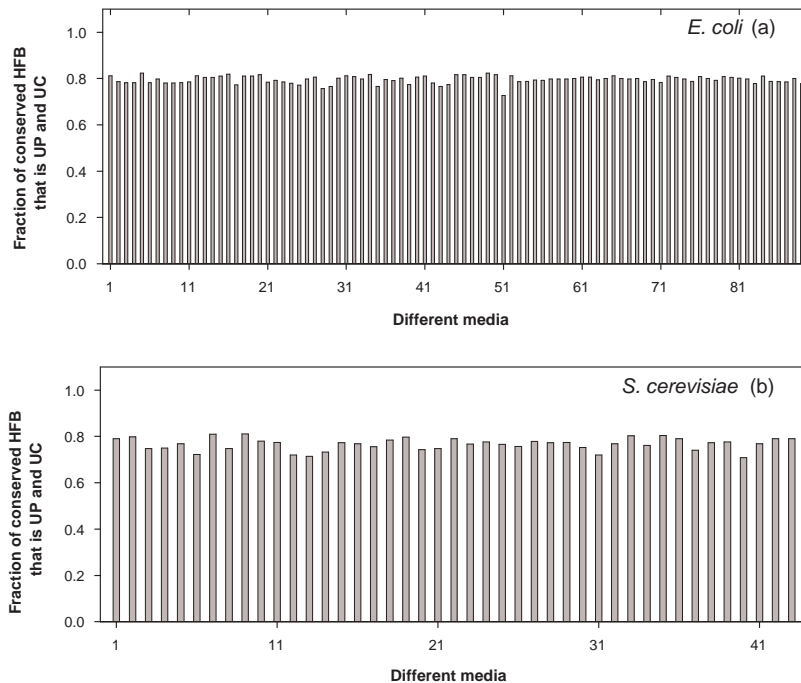 E. coli (a)
Fraction of conserved HFB
that is UP and UC
1.0
0.8
0.6
0.4
0.2
0.0
1 11 21 31 41 51 61 71 81
Different media
S. cerevisiae (b)
Fraction of conserved HFB
that is UP and UC
1.0
0.8
0.6
0.4
0.2
0.0
1 11 21 31 41
Different media